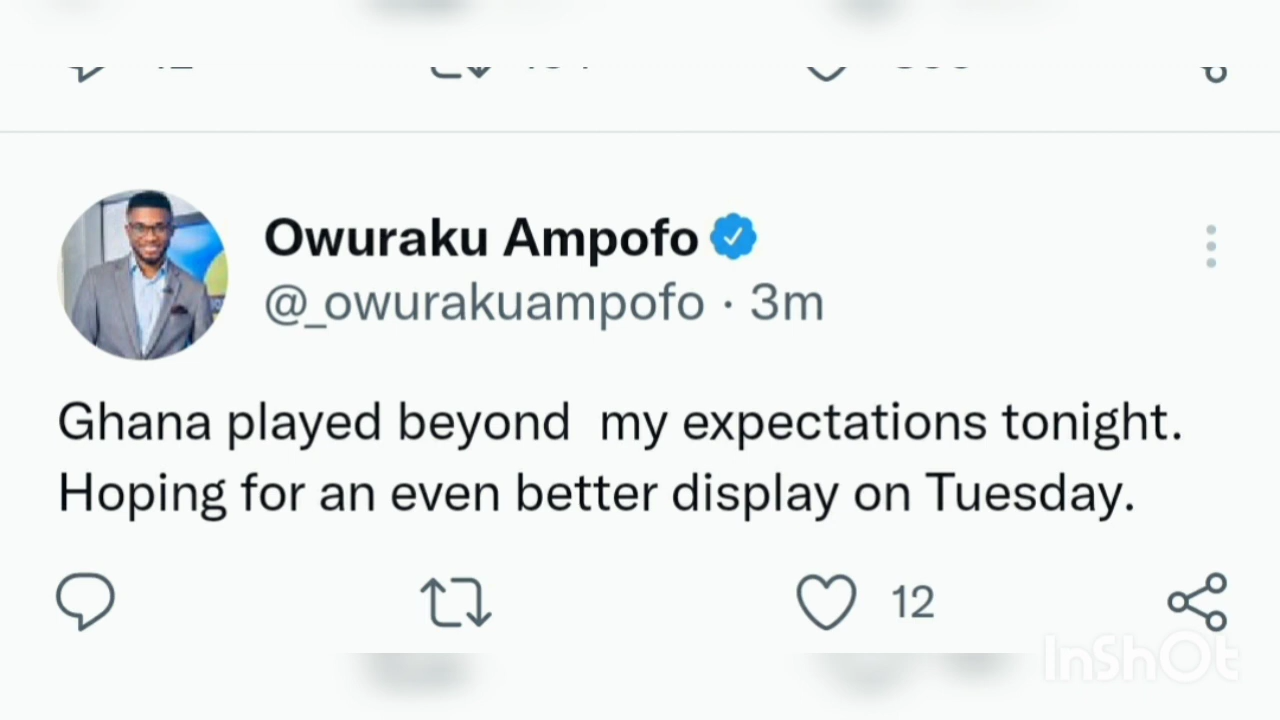 Owuraku Ampofo
@_owurakuampofo · 3m
Ghana played beyond  my expectations tonight.
Hoping for an even better display on Tuesday.
12
InShOt